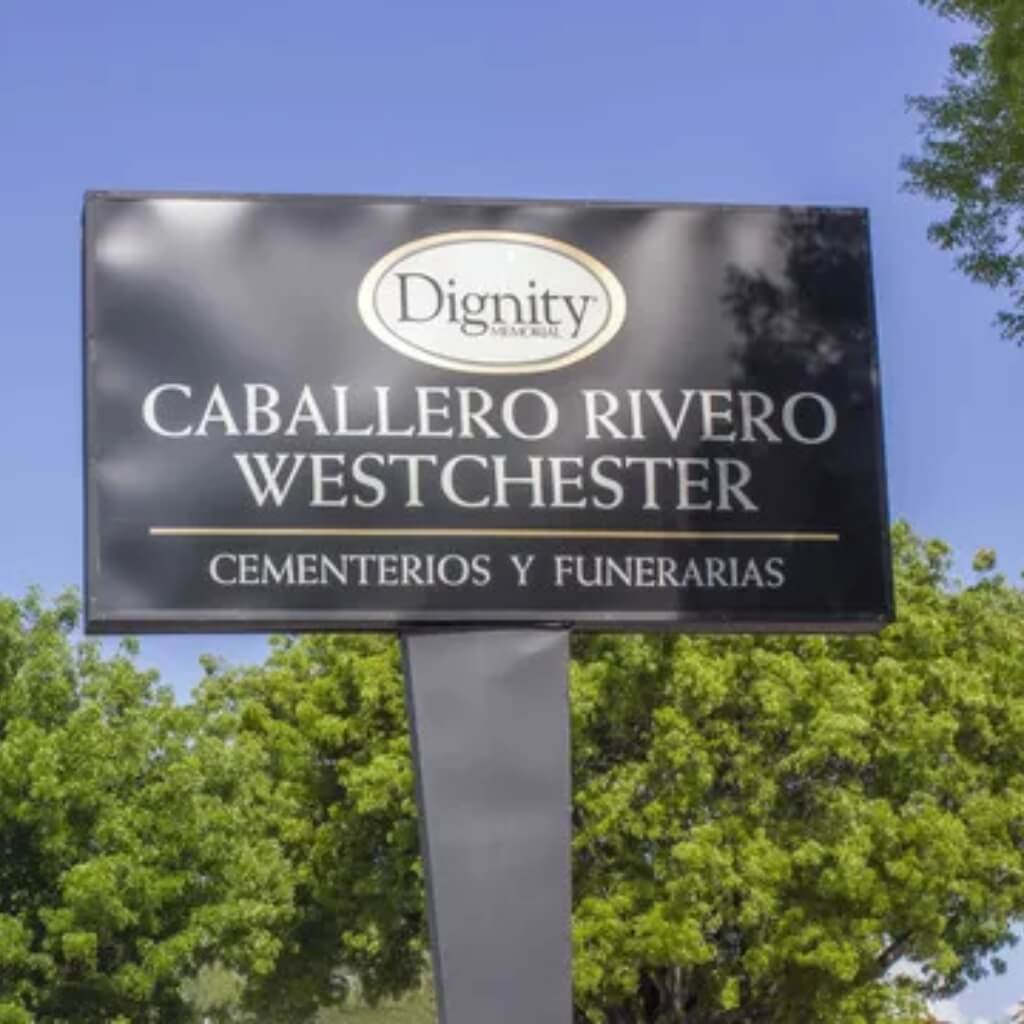 Dignity
MEMORIAL
CABALLERO RIVERO
WESTCHESTER
CEMENTERIOS Y FUNERARIAS